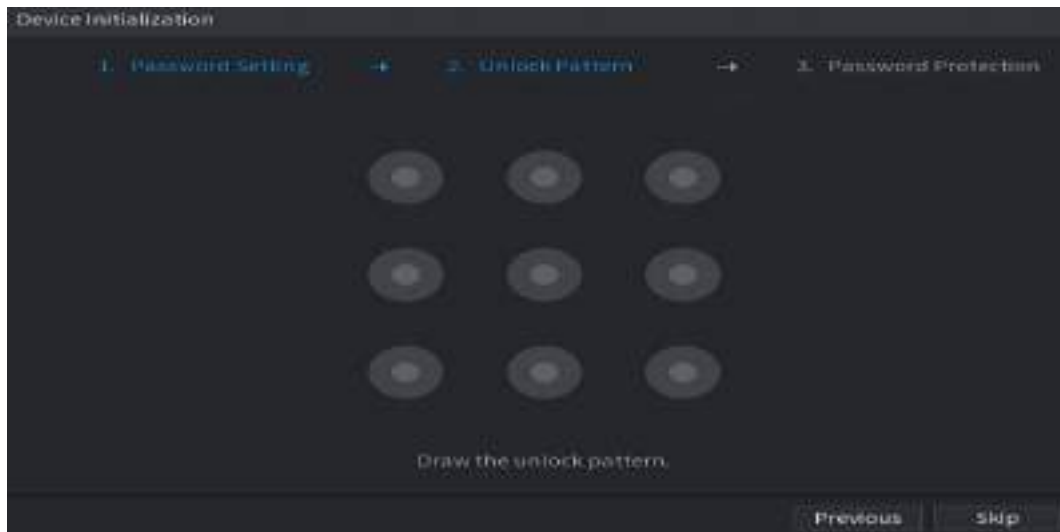 Device Initialization
1. Password Setting → 2. Unlock Pattern → 3. Password Protection
Draw the unlock pattern.
Previous Skip